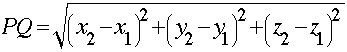 PQ = √((x₂ − x₁)² + (y₂ − y₁)² + (z₂ − z₁)²)